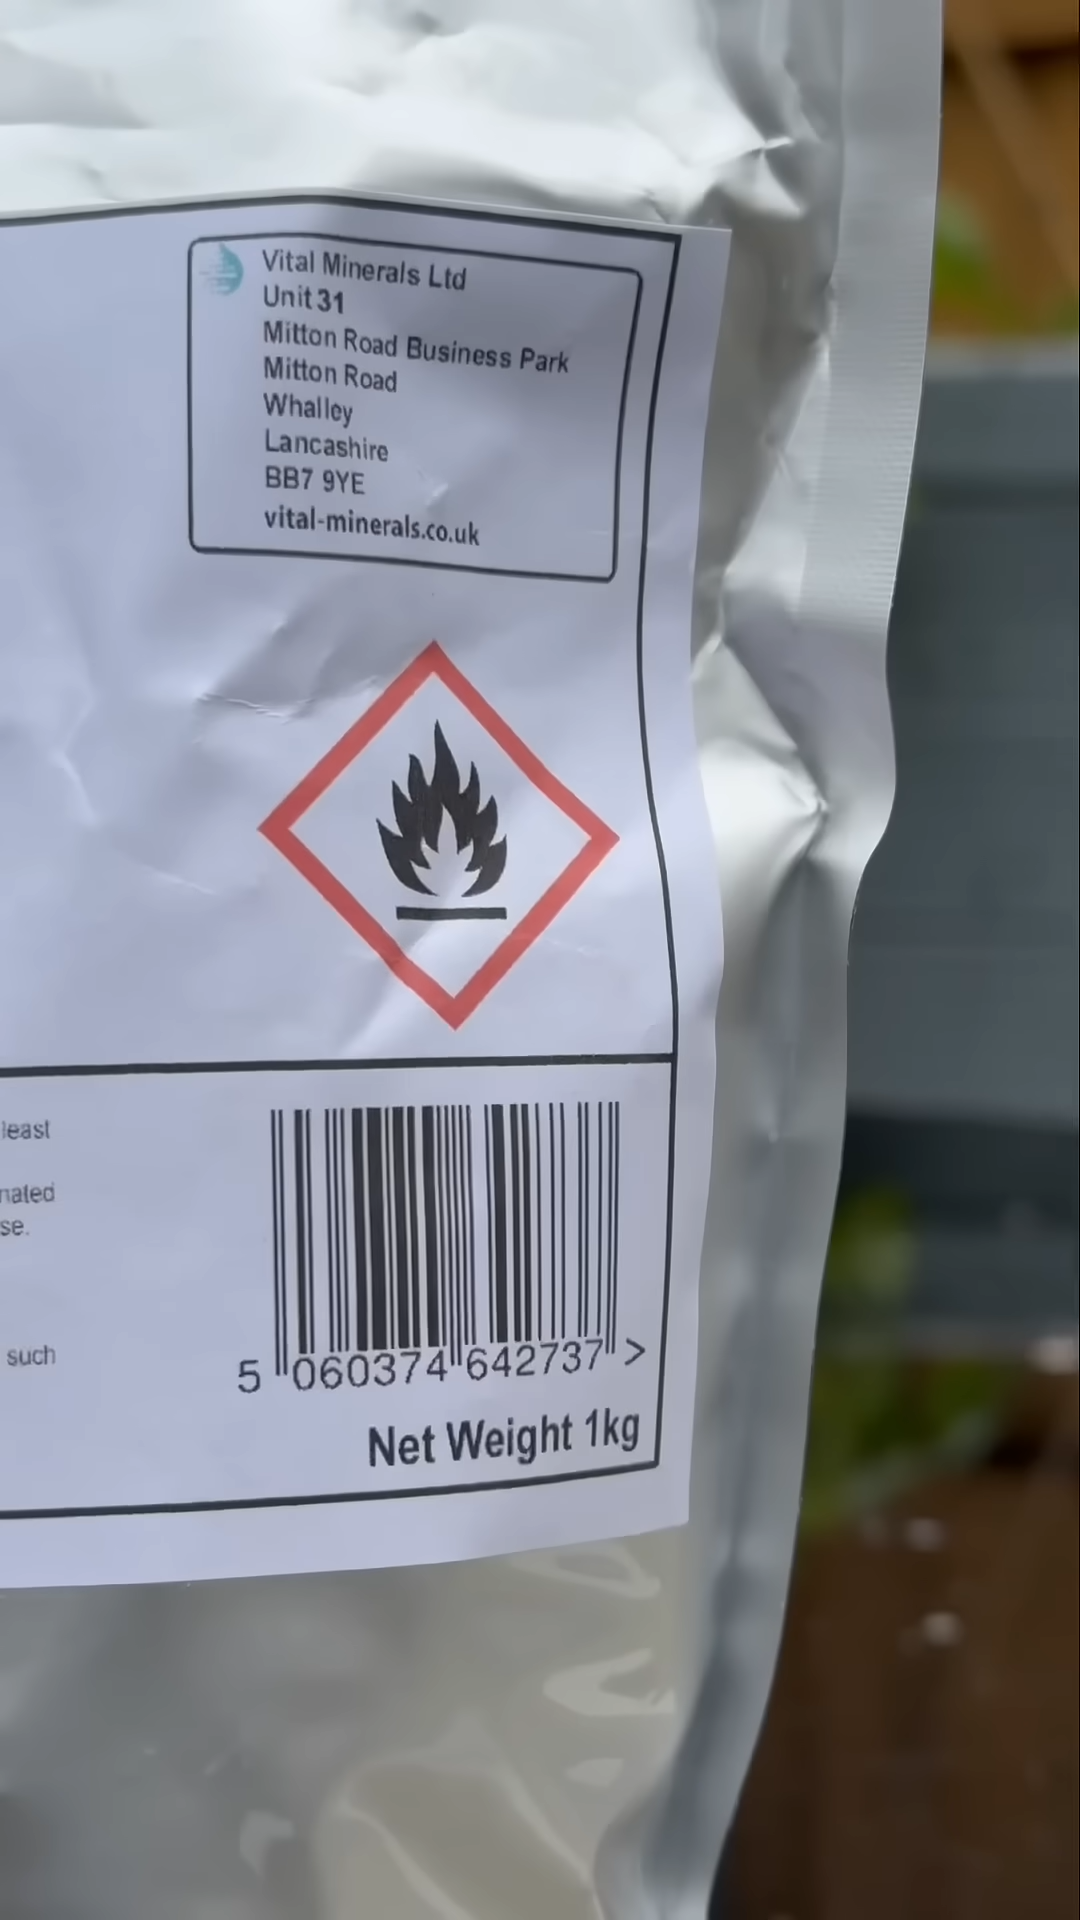 Vital Minerals Ltd
Unit 31
Mitton Road Business Park
Mitton Road
Whalley
Lancashire
BB7 9YE
vital-minerals.co.uk
least
nated
se.
such
5 060374 642737 >
Net Weight 1kg